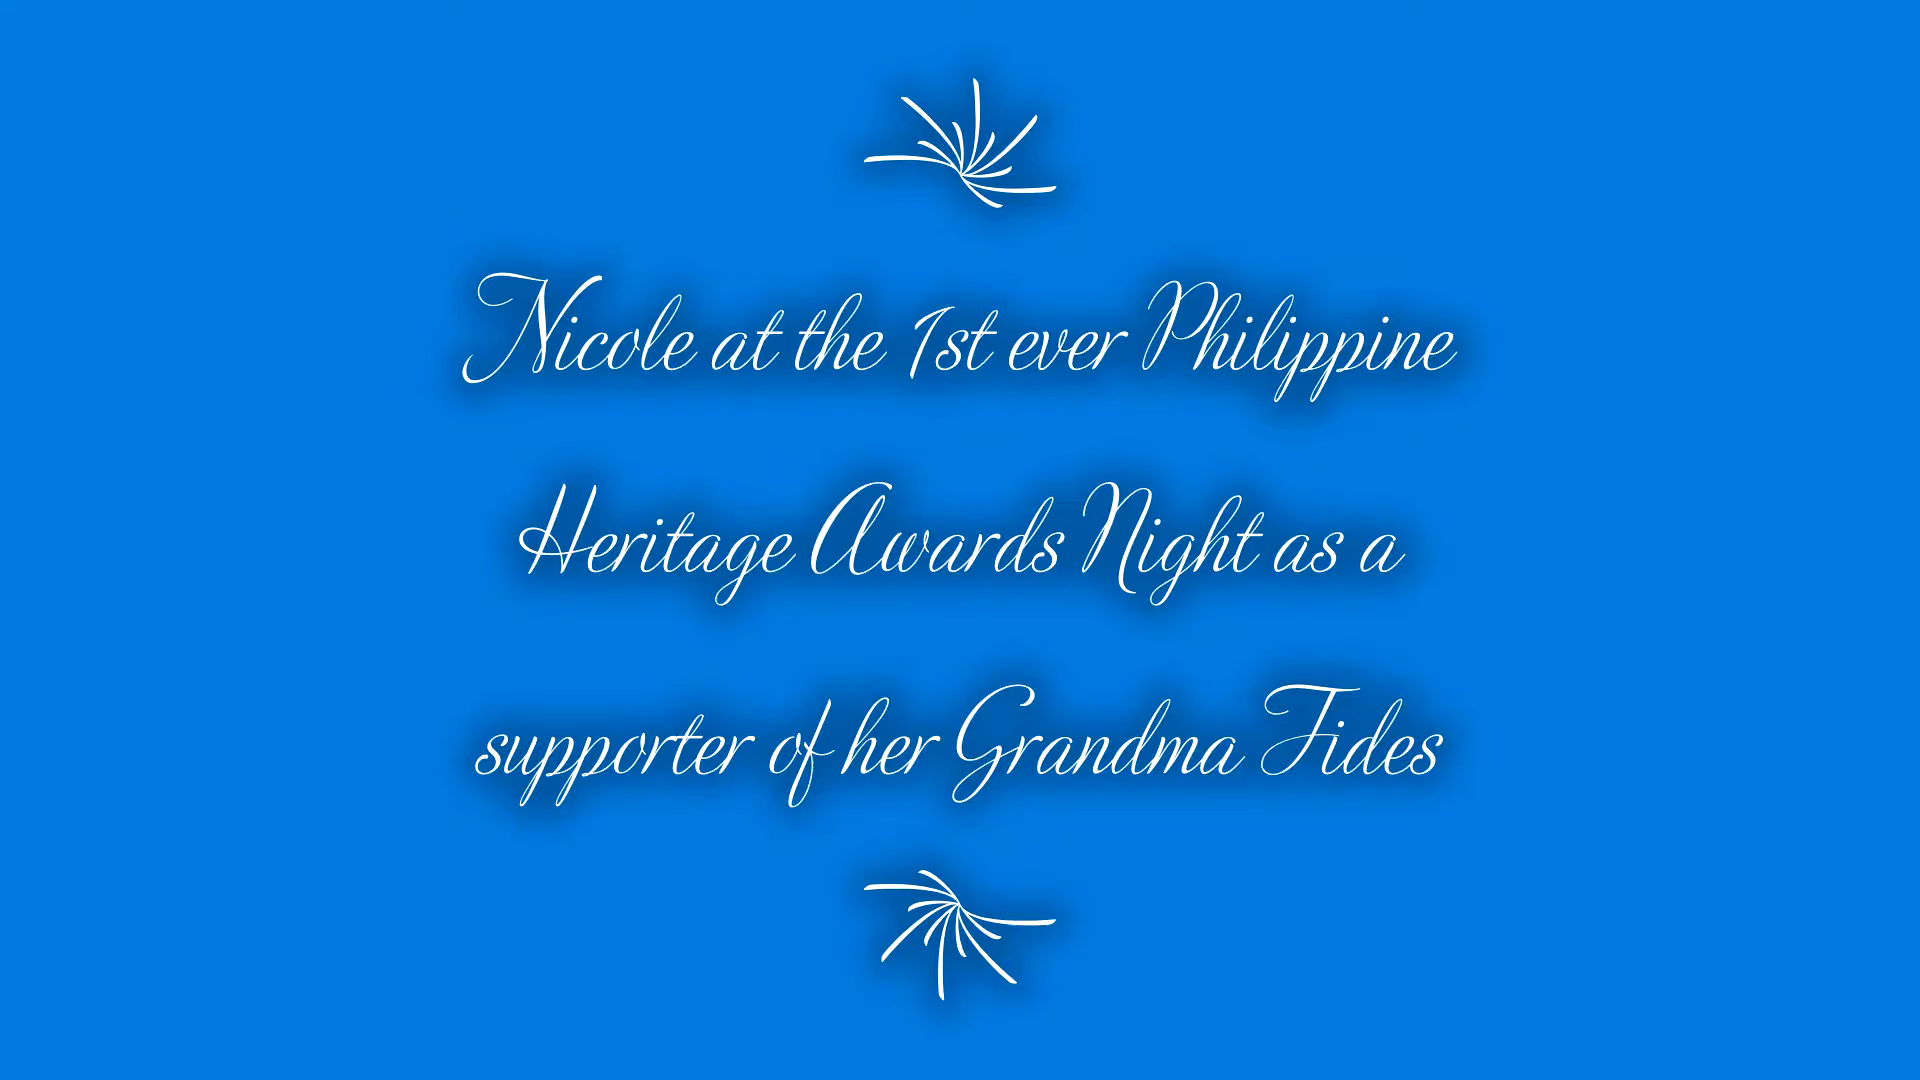 Nicole at the 1st ever Philippine
Heritage Awards Night as a
supporter of her Grandma Fides